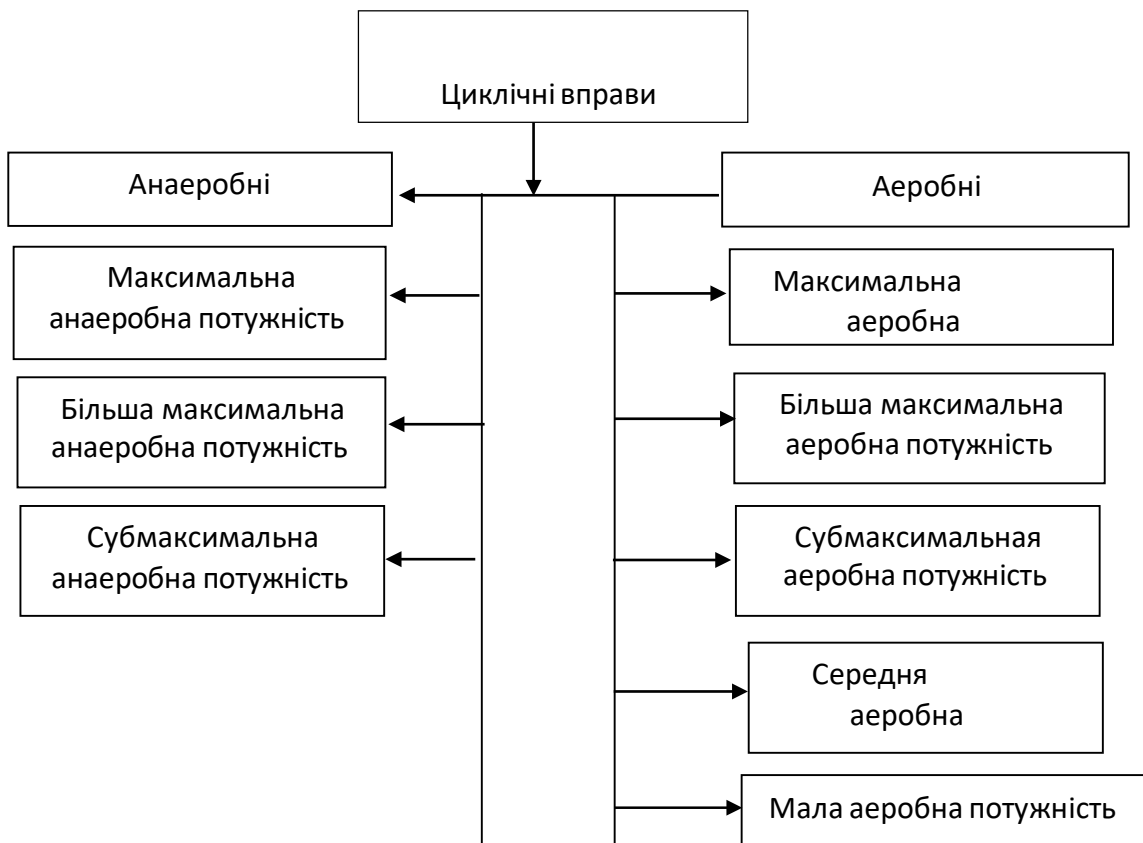 Циклічні вправи
Анаеробні
Аеробні
Максимальна
анаеробна потужність
Максимальна
аеробна
Більша максимальна
анаеробна потужність
Більша максимальна
аеробна потужність
Субмаксимальна
анаеробна потужність
Субмаксимальная
аеробна потужність
Середня
аеробна
Мала аеробна потужність